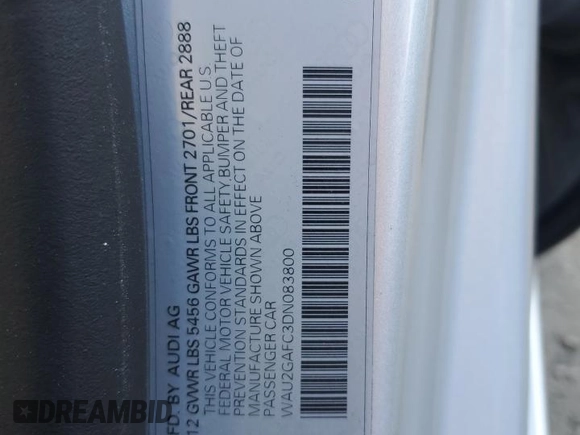 FD. BY AUDI AG
12 GVWR LBS 5456 GAWR LBS FRONT 2701/REAR 2888
THIS VEHICLE CONFORMS TO ALL APPLICABLE U.S.
FEDERAL MOTOR VEHICLE SAFETY, BUMPER AND THEFT
PREVENTION STANDARDS IN EFFECT ON THE DATE OF
MANUFACTURE SHOWN ABOVE
PASSENGER CAR
WAU2GAFC3DN083800
DREAMBID